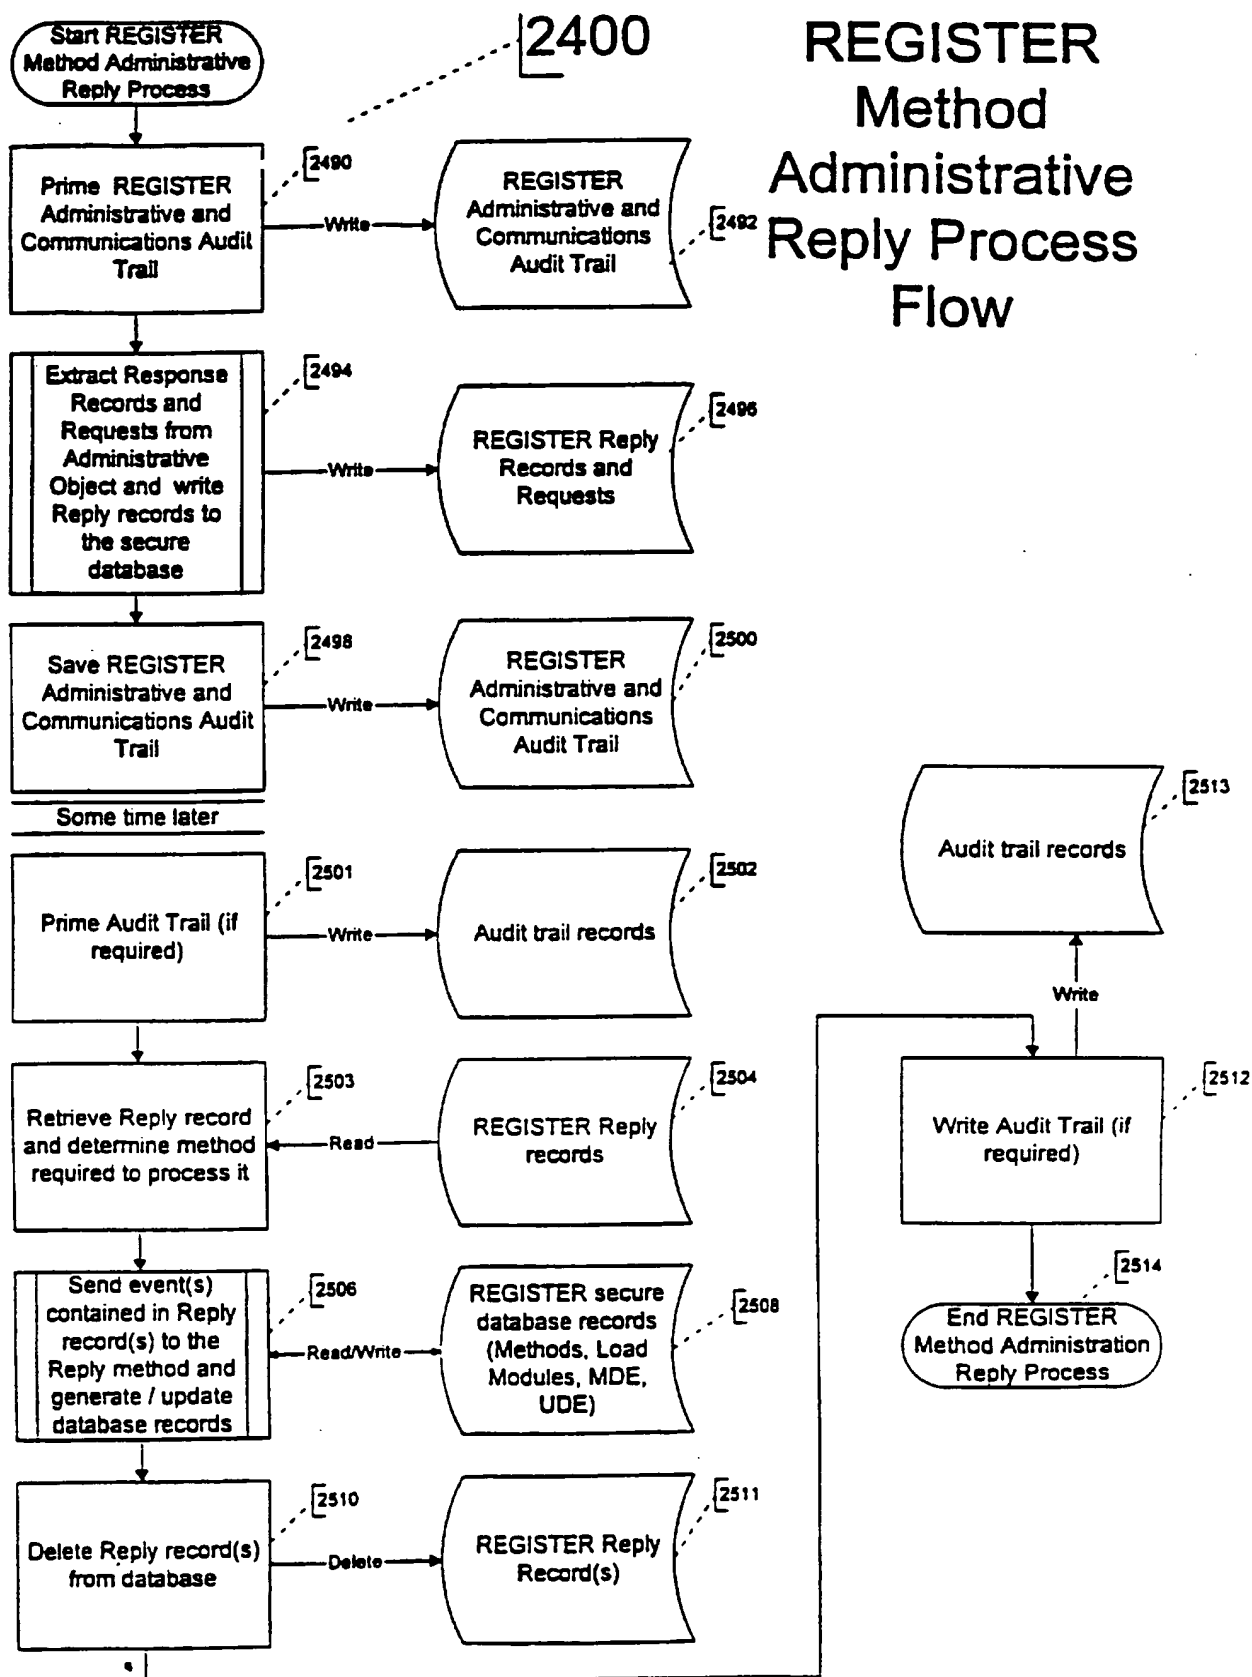 Start REGISTER
Method Administrative
Reply Process
2400
REGISTER
Method
Administrative
Reply Process
Flow
Prime REGISTER
Administrative and
Communications Audit
Trail
2490
Write
REGISTER
Administrative and
Communications
Audit Trail
2492
Extract Response
Records and
Requests from
Administrative
Object and write
Reply records to
the secure
database
2494
Write
REGISTER Reply
Records and
Requests
2496
Save REGISTER
Administrative and
Communications Audit
Trail
2498
Write
REGISTER
Administrative and
Communications
Audit Trail
2500
Some time later
Prime Audit Trail (if
required)
2501
Write
Audit trail records
2502
Retrieve Reply record
and determine method
required to process it
2503
Read
REGISTER Reply
records
2504
Send event(s)
contained in Reply
record(s) to the
Reply method and
generate / update
database records
2506
Read/Write
REGISTER secure
database records
(Methods, Load
Modules, MDE,
UDE)
2508
Delete Reply record(s)
from database
2510
Delete
REGISTER Reply
Record(s)
2511
Audit trail records
2513
Write
Write Audit Trail (if
required)
2512
2514
End REGISTER
Method Administration
Reply Process